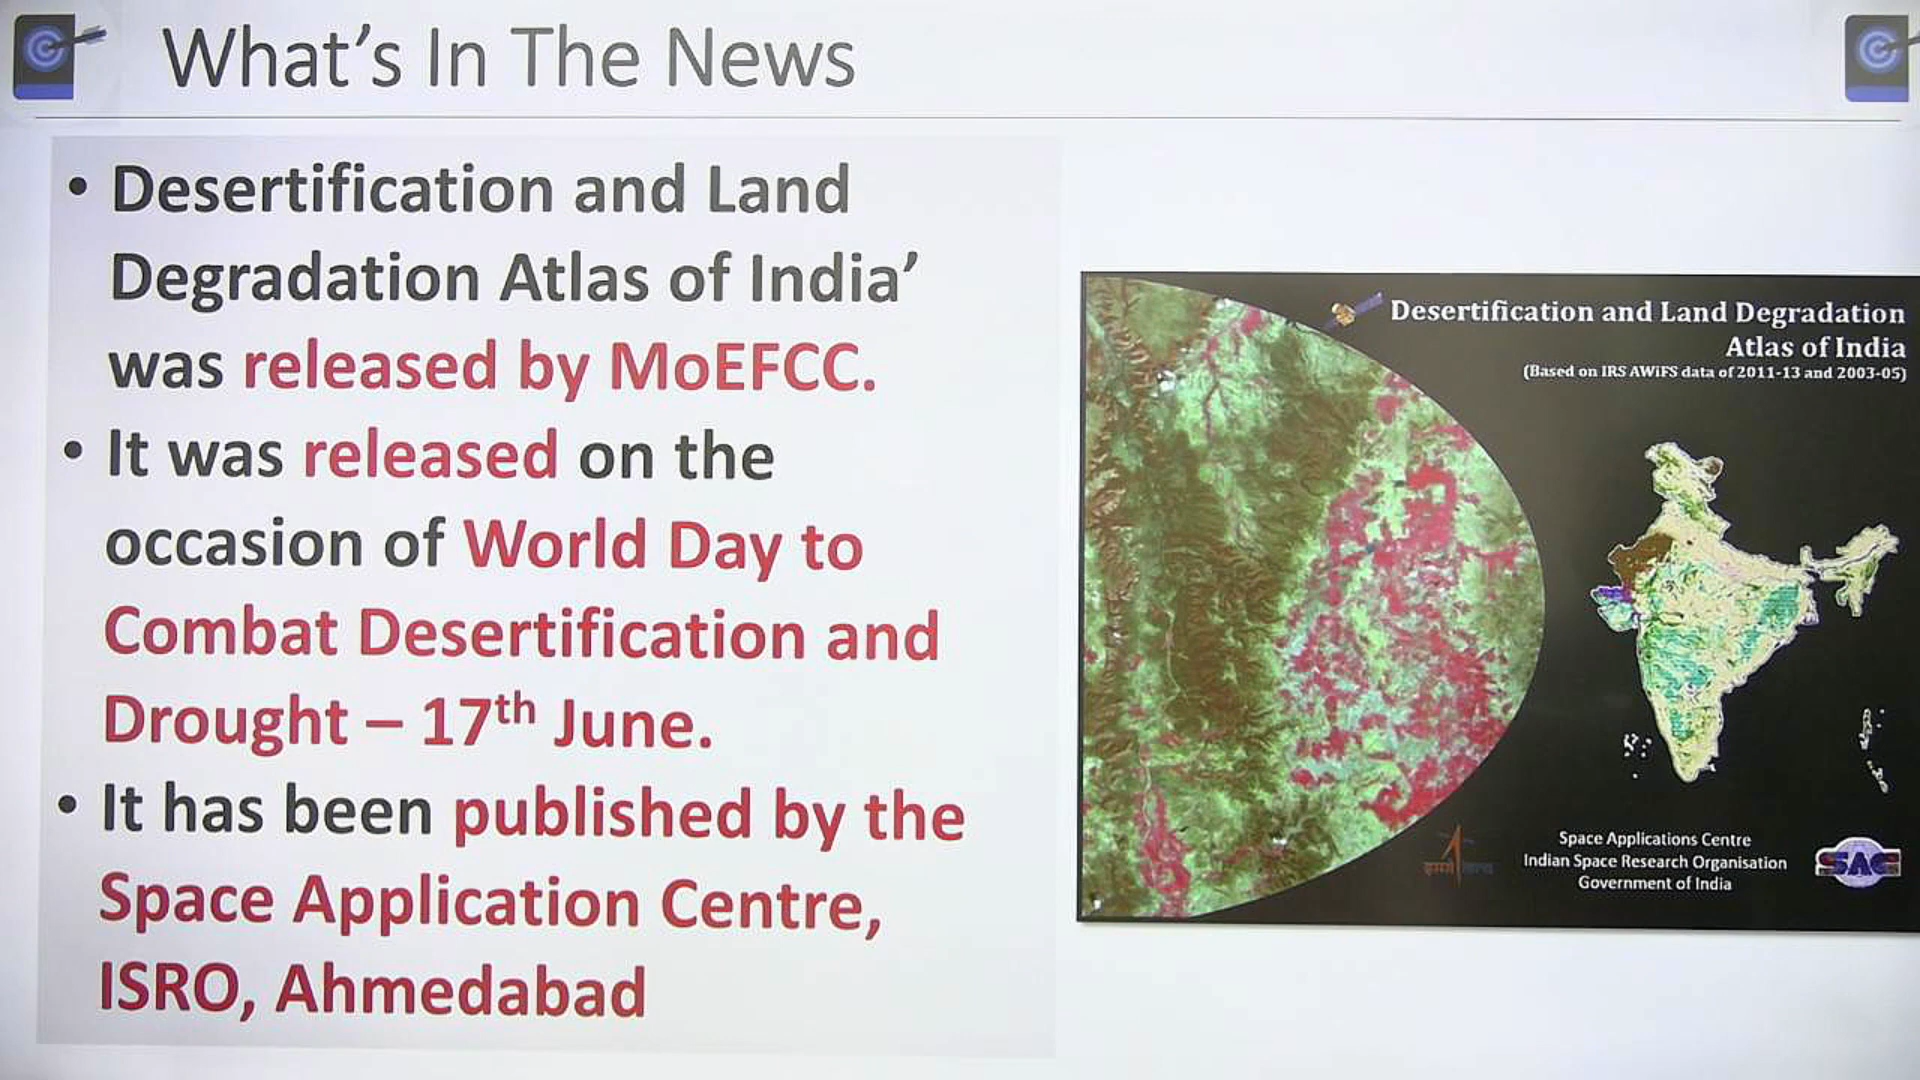 What's In The News
• Desertification and Land
Degradation Atlas of India’
was released by MoEFCC.
• It was released on the
occasion of World Day to
Combat Desertification and
Drought – 17th June.
• It has been published by the
Space Application Centre,
ISRO, Ahmedabad
Desertification and Land Degradation
Atlas of India
(Based on IRS AWiFS data of 2011-13 and 2003-05)
Space Applications Centre
Indian Space Research Organisation
Government of India
SAC